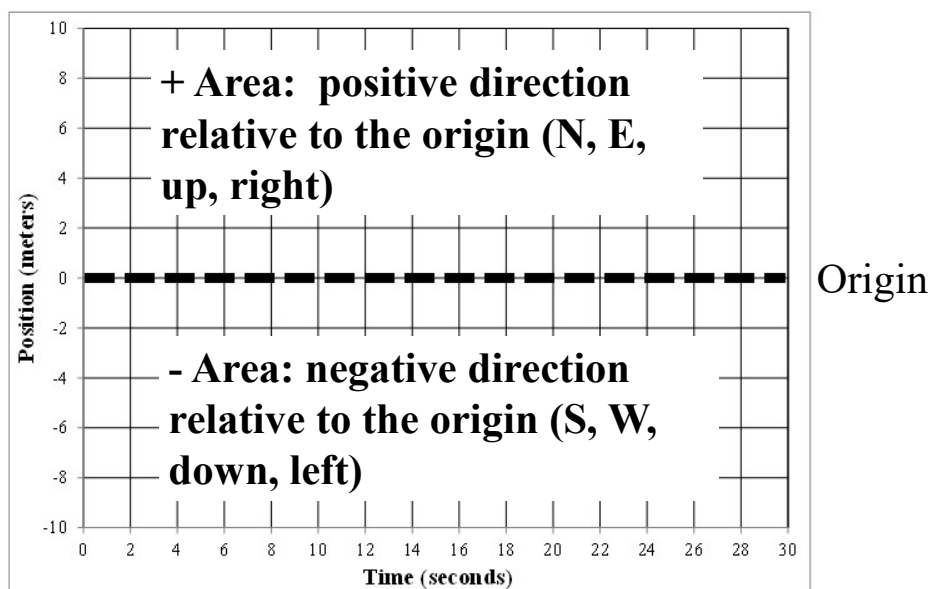 10
8
6
4
2
0
-2
-4
-6
-8
-10
Position (meters)
+ Area:  positive direction
relative to the origin (N, E,
up, right)
Origin
- Area: negative direction
relative to the origin (S, W,
down, left)
0 2 4 6 8 10 12 14 16 18 20 22 24 26 28 30
Time (seconds)